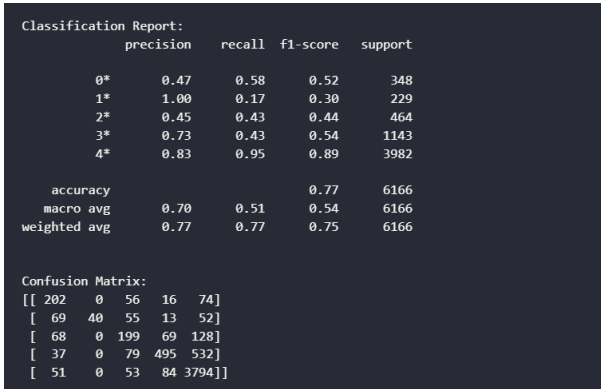 Classification Report:
precision recall f1-score support
0* 0.47 0.58 0.52 348
1* 1.00 0.17 0.30 229
2* 0.45 0.43 0.44 464
3* 0.73 0.43 0.54 1143
4* 0.83 0.95 0.89 3982
accuracy 0.77 6166
macro avg 0.70 0.51 0.54 6166
weighted avg 0.77 0.77 0.75 6166
Confusion Matrix:
[[ 202 0 56 16 74]
[ 69 40 55 13 52]
[ 68 0 199 69 128]
[ 37 0 79 495 532]
[ 51 0 53 84 3794]]